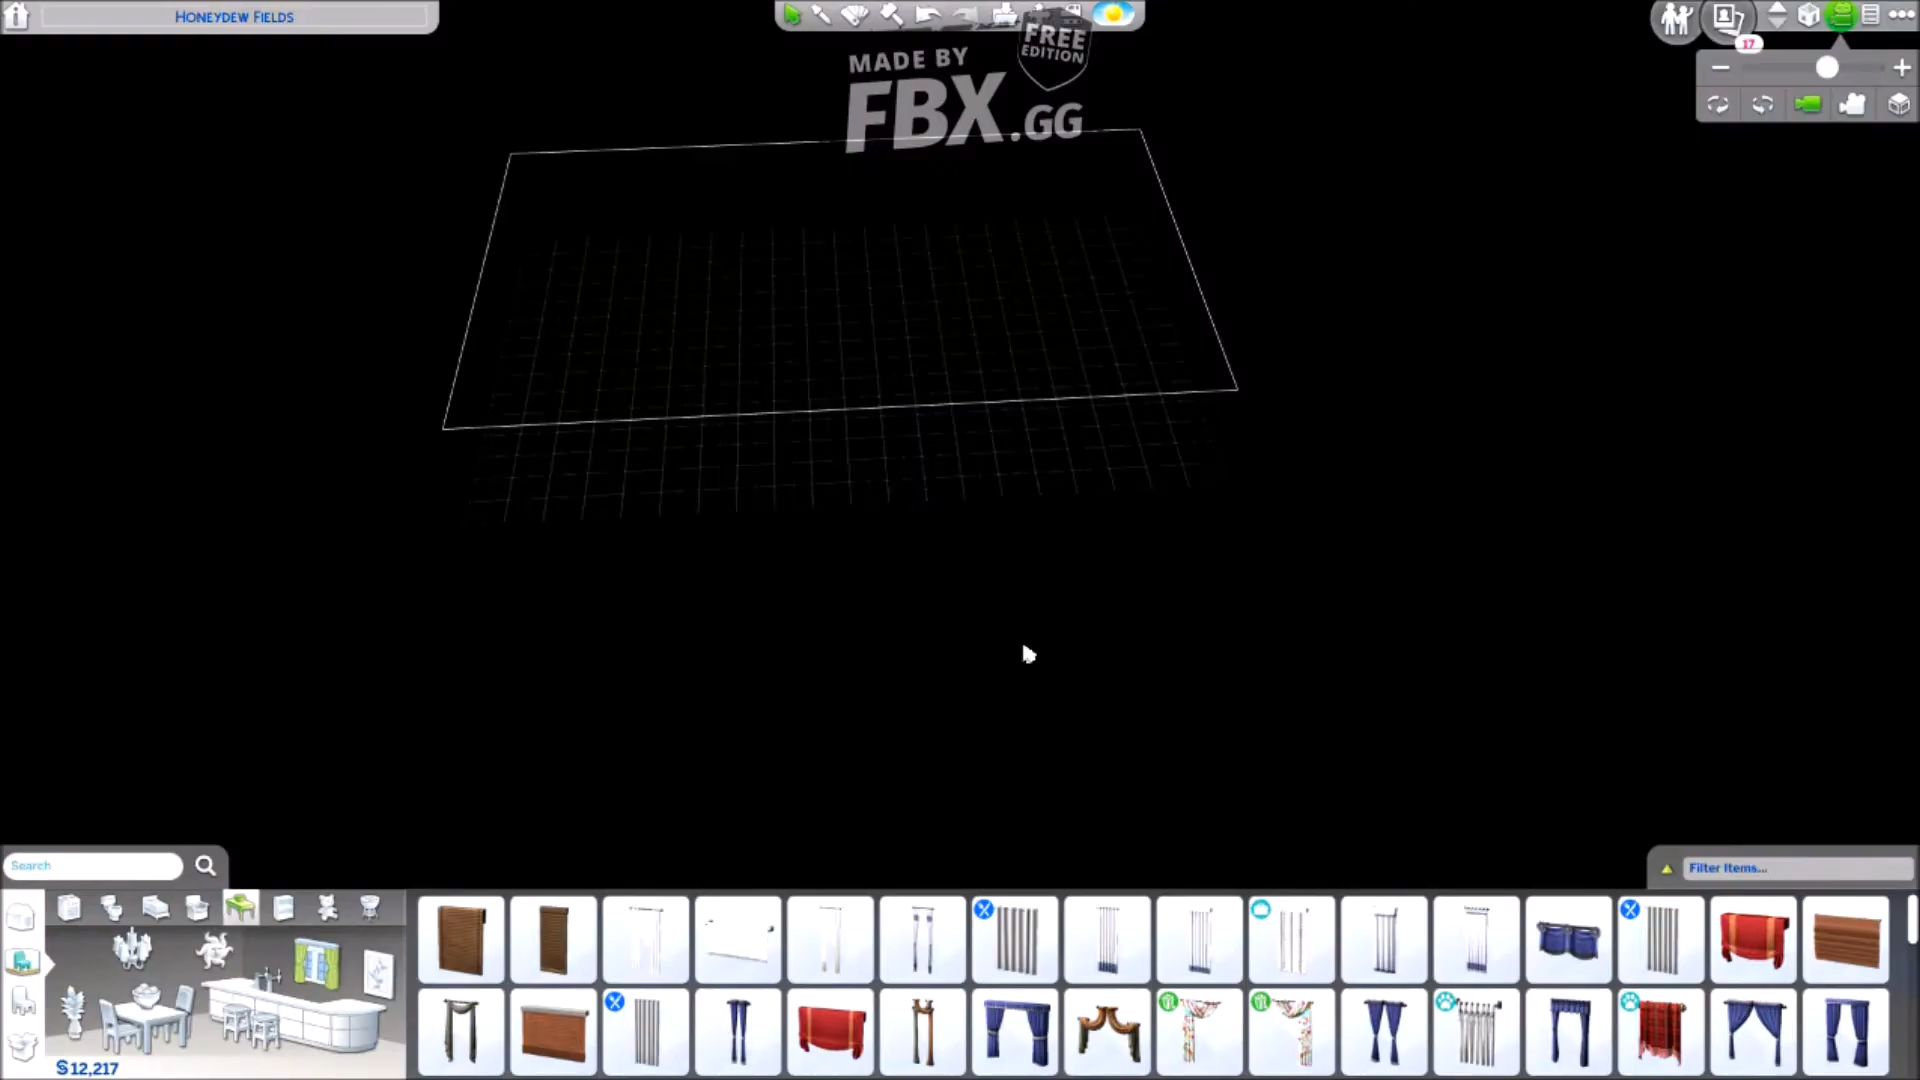 HONEYDEW FIELDS
FREE
EDITION
MADE BY
FBX.GG
17
Search
Filter Items...
§12,217